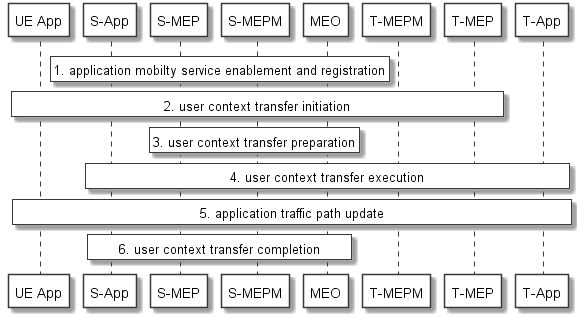 UE App S-App S-MEP S-MEPM MEO T-MEPM T-MEP T-App
1. application mobilty service enablement and registration
2. user context transfer initiation
3. user context transfer preparation
4. user context transfer execution
5. application traffic path update
6. user context transfer completion
UE App S-App S-MEP S-MEPM MEO T-MEPM T-MEP T-App